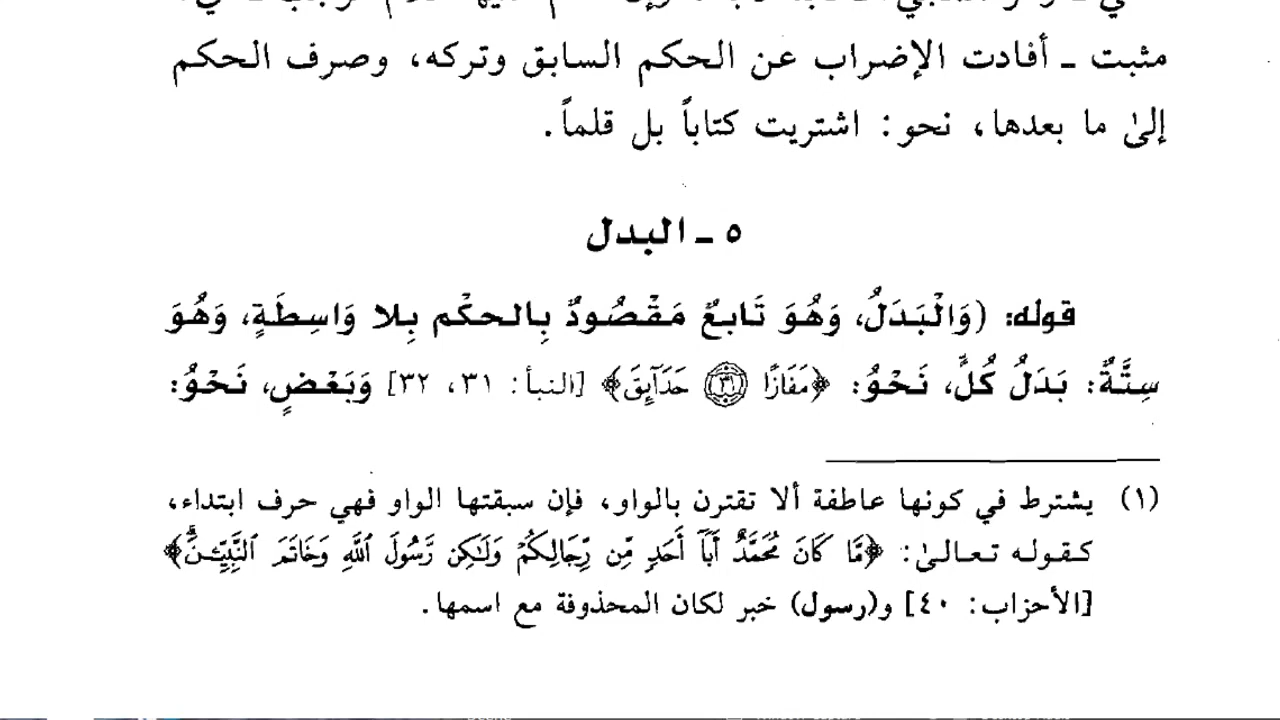 مثبت ـ أفادت الإضراب عن الحكم السابق وتركه، وصرف الحكم
إلىٰ ما بعدها، نحو: اشتريت كتاباً بل قلماً.
٥ ـ البدل
قوله: (وَالْبَدَلُ، وَهُوَ تَابعٌ مَقْصُودٌ بِالحكْم بِلا وَاسِطَةٍ، وَهُوَ
سِتَّةٌ: بَدَلُ كُلٍّ، نَحْوُ: ﴿مَفَازًا ۝٣١ حَدَآئِقَ﴾ [النبأ: ٣١، ٣٢] وَبَعْضٍ، نَحْوُ:
(١) يشترط في كونها عاطفة ألا تقترن بالواو، فإن سبقتها الواو فهي حرف ابتداء،
كقوله تعالىٰ: ﴿مَّا كَانَ مُحَمَّدٌ أَبَآ أَحَدٍ مِّن رِّجَالِكُمْ وَلَٰكِن رَّسُولَ ٱللَّهِ وَخَاتَمَ ٱلنَّبِيِّـۧنَۗ﴾
[الأحزاب: ٤٠] و(رسول) خبر لكان المحذوفة مع اسمها.